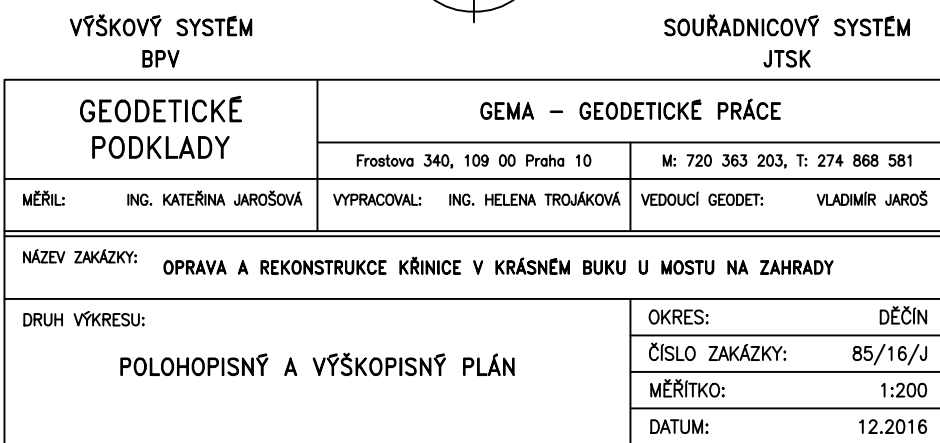 VÝŠKOVÝ SYSTÉM
BPV
SOUŘADNICOVÝ SYSTÉM
JTSK
GEODETICKÉ
PODKLADY
GEMA – GEODETICKÉ PRÁCE
Frostova 340, 109 00 Praha 10
M: 720 363 203, T: 274 868 581
MĚŘIL: ING. KATEŘINA JAROŠOVÁ
VYPRACOVAL: ING. HELENA TROJÁKOVÁ
VEDOUCÍ GEODET: VLADIMÍR JAROŠ
NÁZEV ZAKÁZKY: OPRAVA A REKONSTRUKCE KŘINICE V KRÁSNÉM BUKU U MOSTU NA ZAHRADY
DRUH VÝKRESU:
POLOHOPISNÝ A VÝŠKOPISNÝ PLÁN
OKRES: DĚČÍN
ČÍSLO ZAKÁZKY: 85/16/J
MĚŘÍTKO: 1:200
DATUM: 12.2016